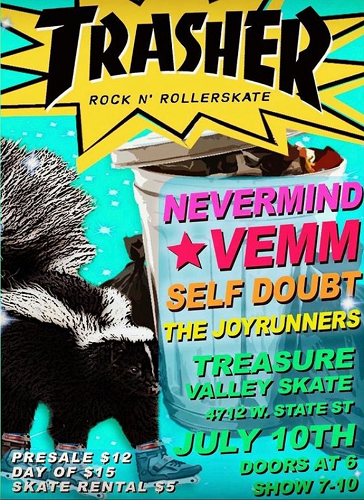 TRASHER
ROCK N' ROLLERSKATE
NEVERMIND
★VEMM
SELF DOUBT
THE JOYRUNNERS
TREASURE
VALLEY SKATE
4712 W. STATE ST
JULY 10TH
DOORS AT 6
SHOW 7-10
PRESALE $12
DAY OF $15
SKATE RENTAL $5